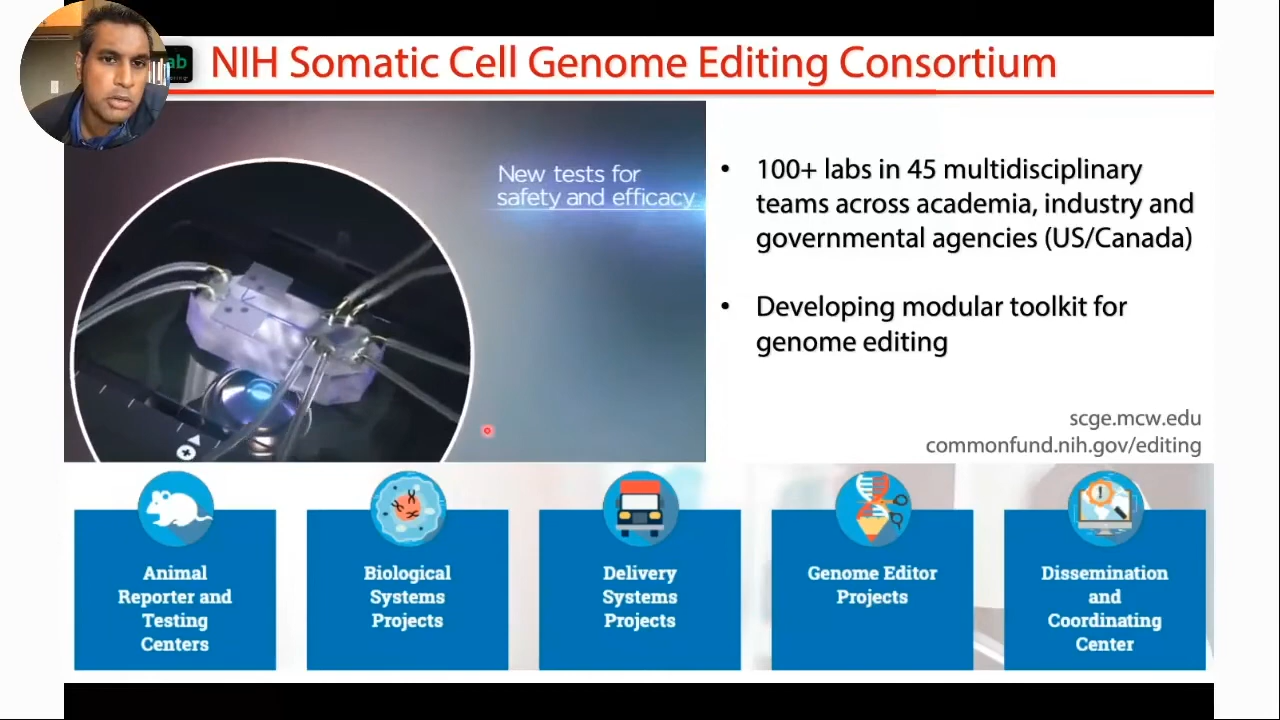 ab
NIH Somatic Cell Genome Editing Consortium
New tests for
safety and efficacy
• 100+ labs in 45 multidisciplinary
teams across academia, industry and
governmental agencies (US/Canada)
• Developing modular toolkit for
genome editing
scge.mcw.edu
commonfund.nih.gov/editing
Animal
Reporter and
Testing
Centers
Biological
Systems
Projects
Delivery
Systems
Projects
Genome Editor
Projects
Dissemination
and
Coordinating
Center